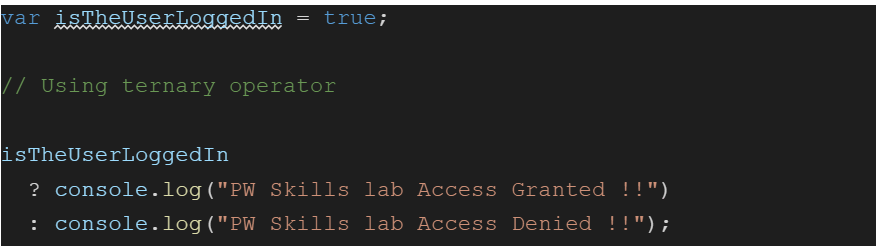 var isTheUserLoggedIn = true;
// Using ternary operator
isTheUserLoggedIn
? console.log("PW Skills lab Access Granted !!")
: console.log("PW Skills lab Access Denied !!");